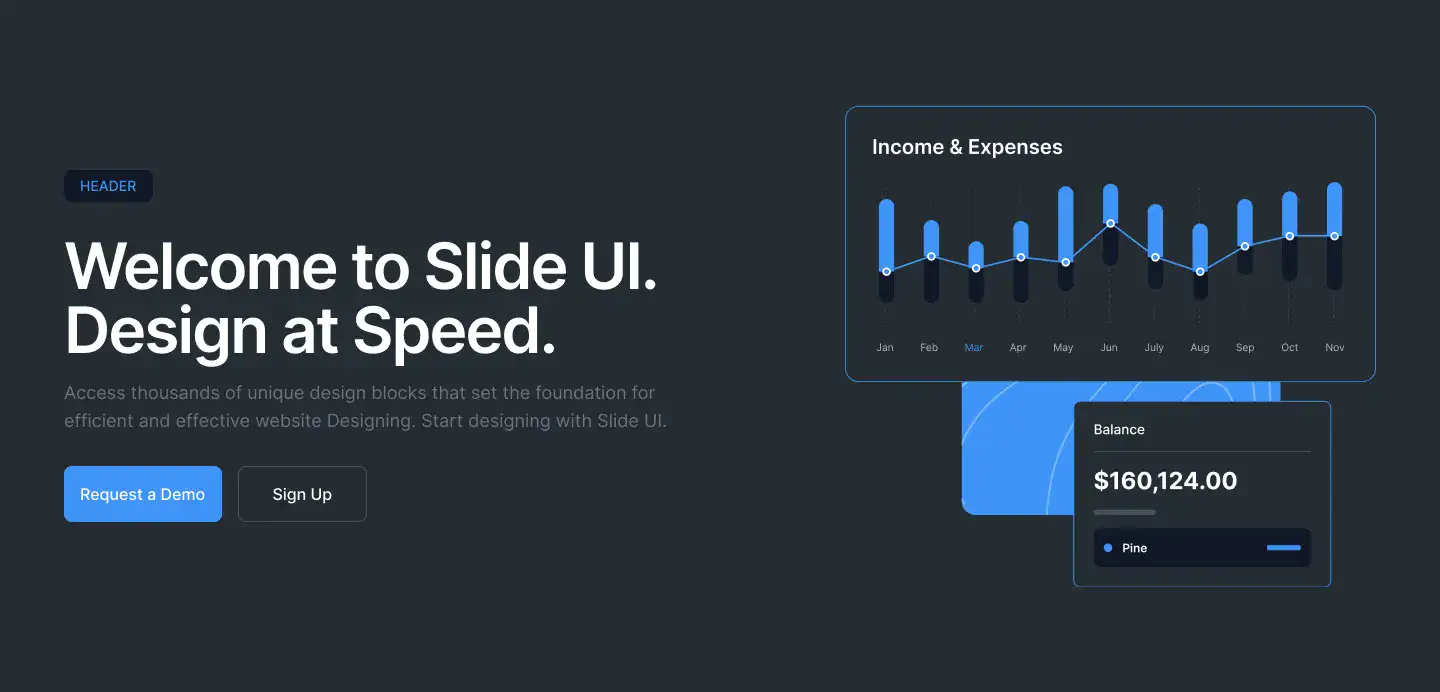 HEADER
Welcome to Slide UI.
Design at Speed.
Access thousands of unique design blocks that set the foundation for
efficient and effective website Designing. Start designing with Slide UI.
Request a Demo
Sign Up
Income & Expenses
Jan Feb Mar Apr May Jun July Aug Sep Oct Nov
Balance
$160,124.00
Pine